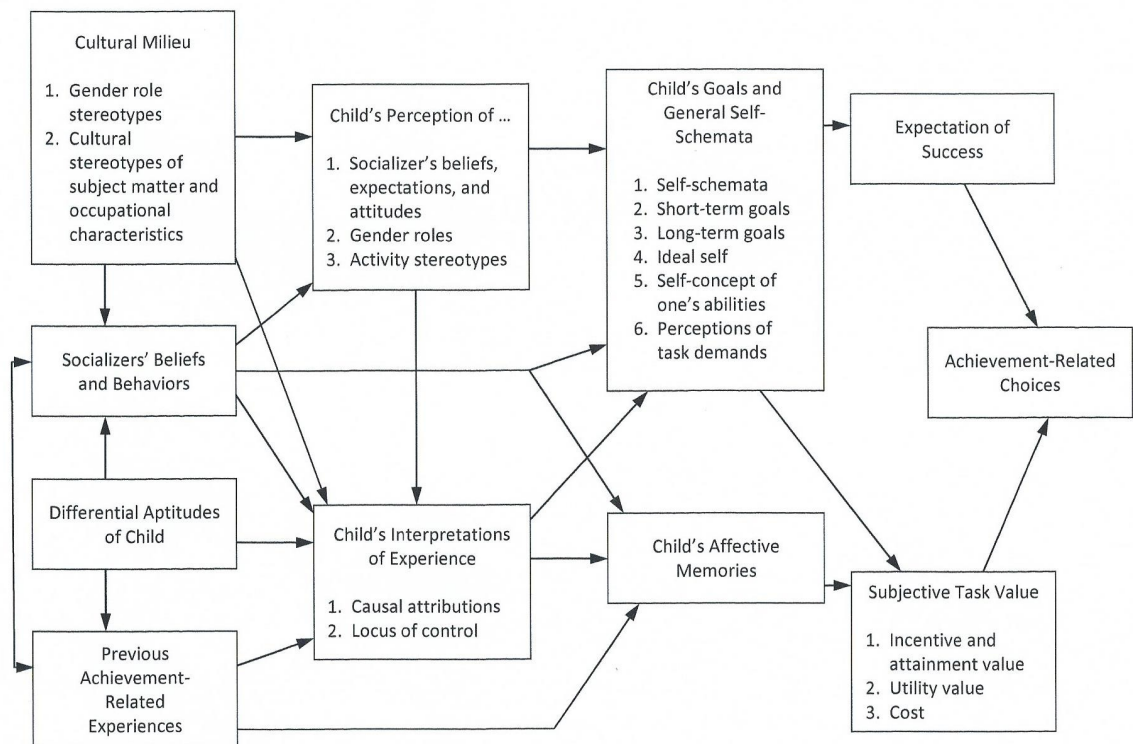 Cultural Milieu
1. Gender role
stereotypes
2. Cultural
stereotypes of
subject matter and
occupational
characteristics
Socializers’ Beliefs
and Behaviors
Differential Aptitudes
of Child
Previous
Achievement-
Related
Experiences
Child’s Perception of ...
1. Socializer’s beliefs,
expectations, and
attitudes
2. Gender roles
3. Activity stereotypes
Child’s Interpretations
of Experience
1. Causal attributions
2. Locus of control
Child’s Goals and
General Self-
Schemata
1. Self-schemata
2. Short-term goals
3. Long-term goals
4. Ideal self
5. Self-concept of
one’s abilities
6. Perceptions of
task demands
Child’s Affective
Memories
Expectation of
Success
Achievement-Related
Choices
Subjective Task Value
1. Incentive and
attainment value
2. Utility value
3. Cost